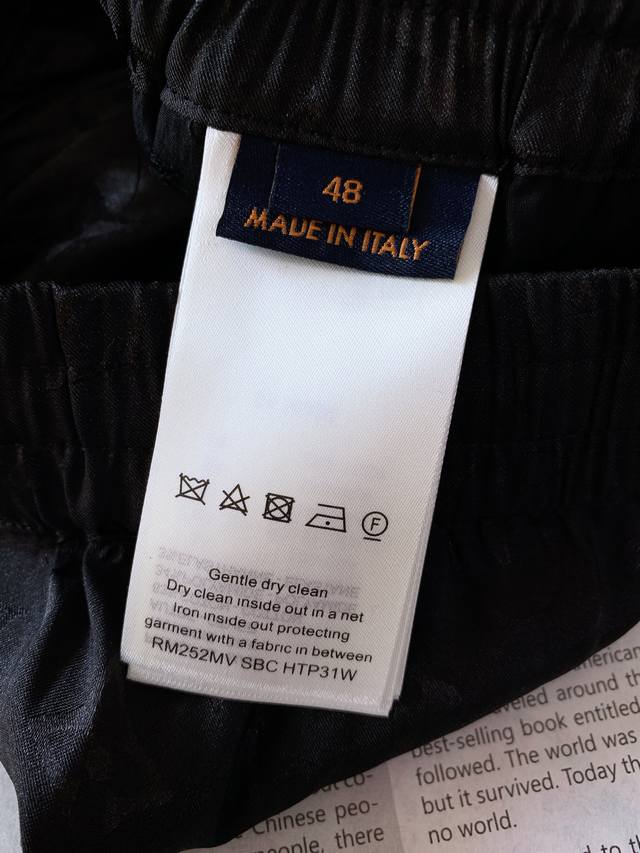 48
MADE IN ITALY
F
Gentle dry clean
Dry clean inside out in a net
Iron inside out protecting
garment with a fabric in between
RM252MV SBC HTP31W
around th
best-selling book entitled
followed. The world was
but it survived. Today th
no world.
Chinese peo-
people, there